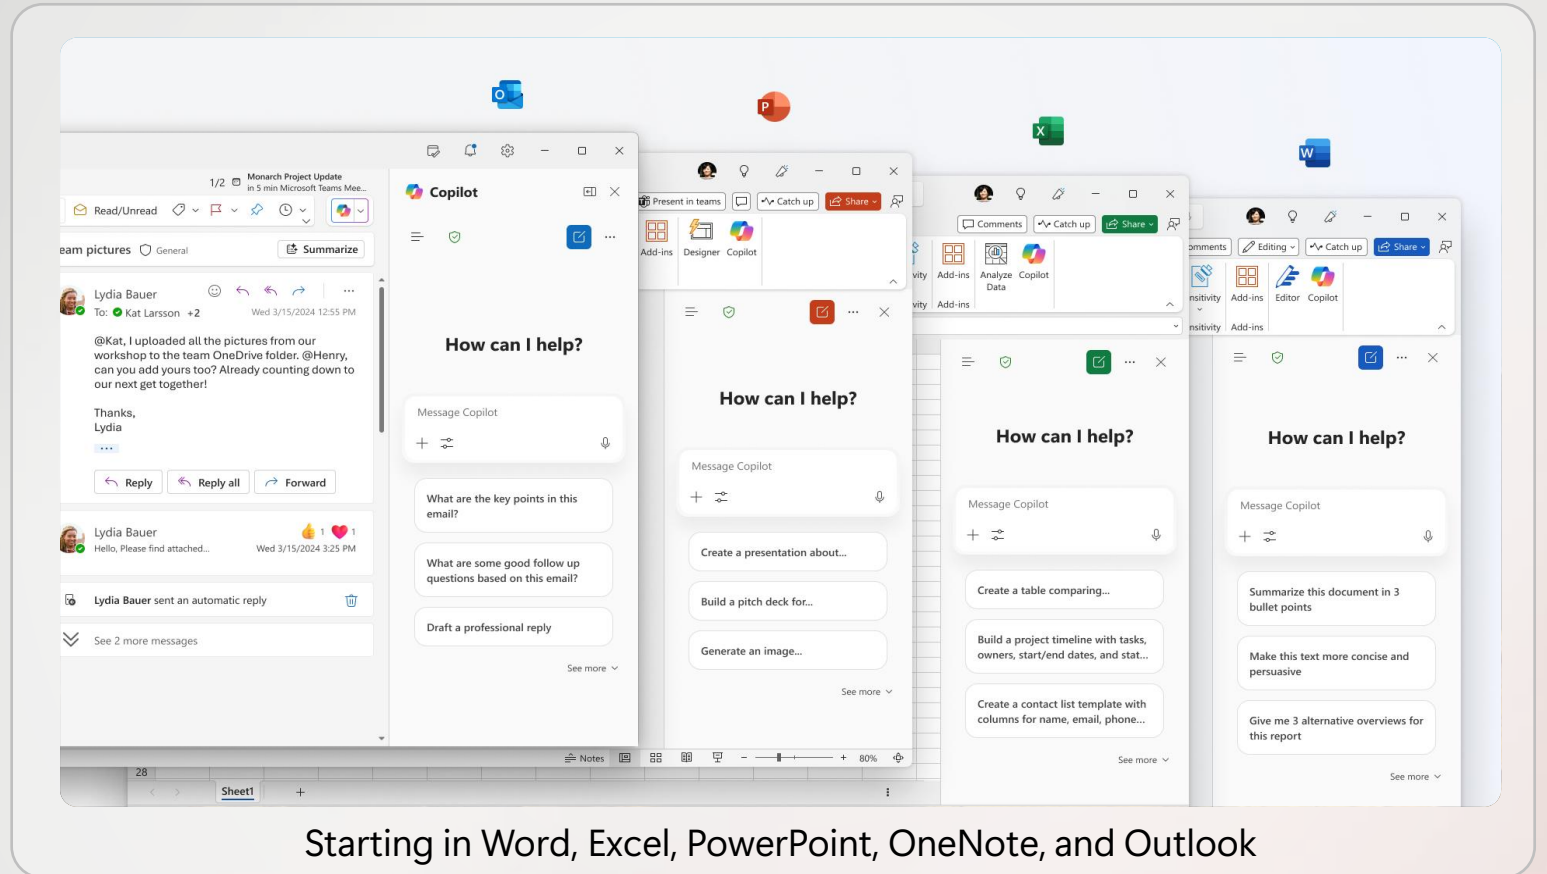 1/2
Monarch Project Update
in 5 min Microsoft Teams Mee...
Read/Unread
eam pictures
General
Summarize
Lydia Bauer
To:
Kat Larsson
+2
Wed 3/15/2024 12:55 PM
@Kat, I uploaded all the pictures from our
workshop to the team OneDrive folder. @Henry,
can you add yours too? Already counting down to
our next get together!
Thanks,
Lydia
...
Reply
Reply all
Forward
Lydia Bauer
👍 1 ❤️ 1
Hello, Please find attached...
Wed 3/15/2024 3:25 PM
Lydia Bauer sent an automatic reply
See 2 more messages
Copilot
How can I help?
Message Copilot
What are the key points in this
email?
What are some good follow up
questions based on this email?
Draft a professional reply
See more
O
P
Present in teams
Catch up
Share
Add-ins
Designer
Copilot
How can I help?
Message Copilot
Create a presentation about...
Build a pitch deck for...
Generate an image...
See more
Notes
80%
28
Sheet1
X
Comments
Catch up
Share
vity
Add-ins
Analyze
Data
Copilot
vity
Add-ins
How can I help?
Message Copilot
Create a table comparing...
Build a project timeline with tasks,
owners, start/end dates, and stat...
Create a contact list template with
columns for name, email, phone...
See more
W
omments
Editing
Catch up
Share
nsitivity
Add-ins
Editor
Copilot
nsitivity
Add-ins
How can I help?
Message Copilot
Summarize this document in 3
bullet points
Make this text more concise and
persuasive
Give me 3 alternative overviews for
this report
See more
Starting in Word, Excel, PowerPoint, OneNote, and Outlook